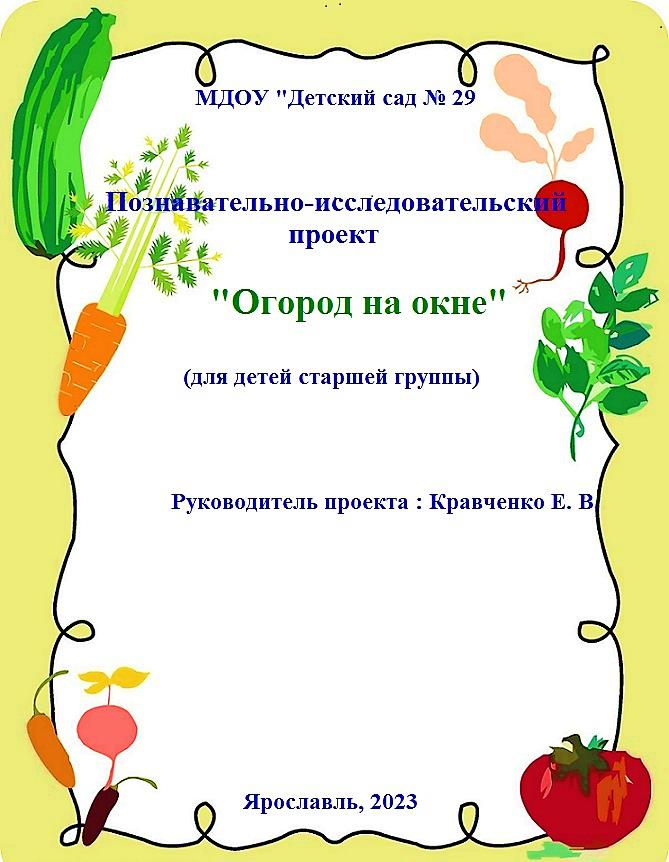 МДОУ "Детский сад № 29
Познавательно-исследовательский
проект
"Огород на окне"
(для детей старшей группы)
Руководитель проекта : Кравченко Е. В
Ярославль, 2023